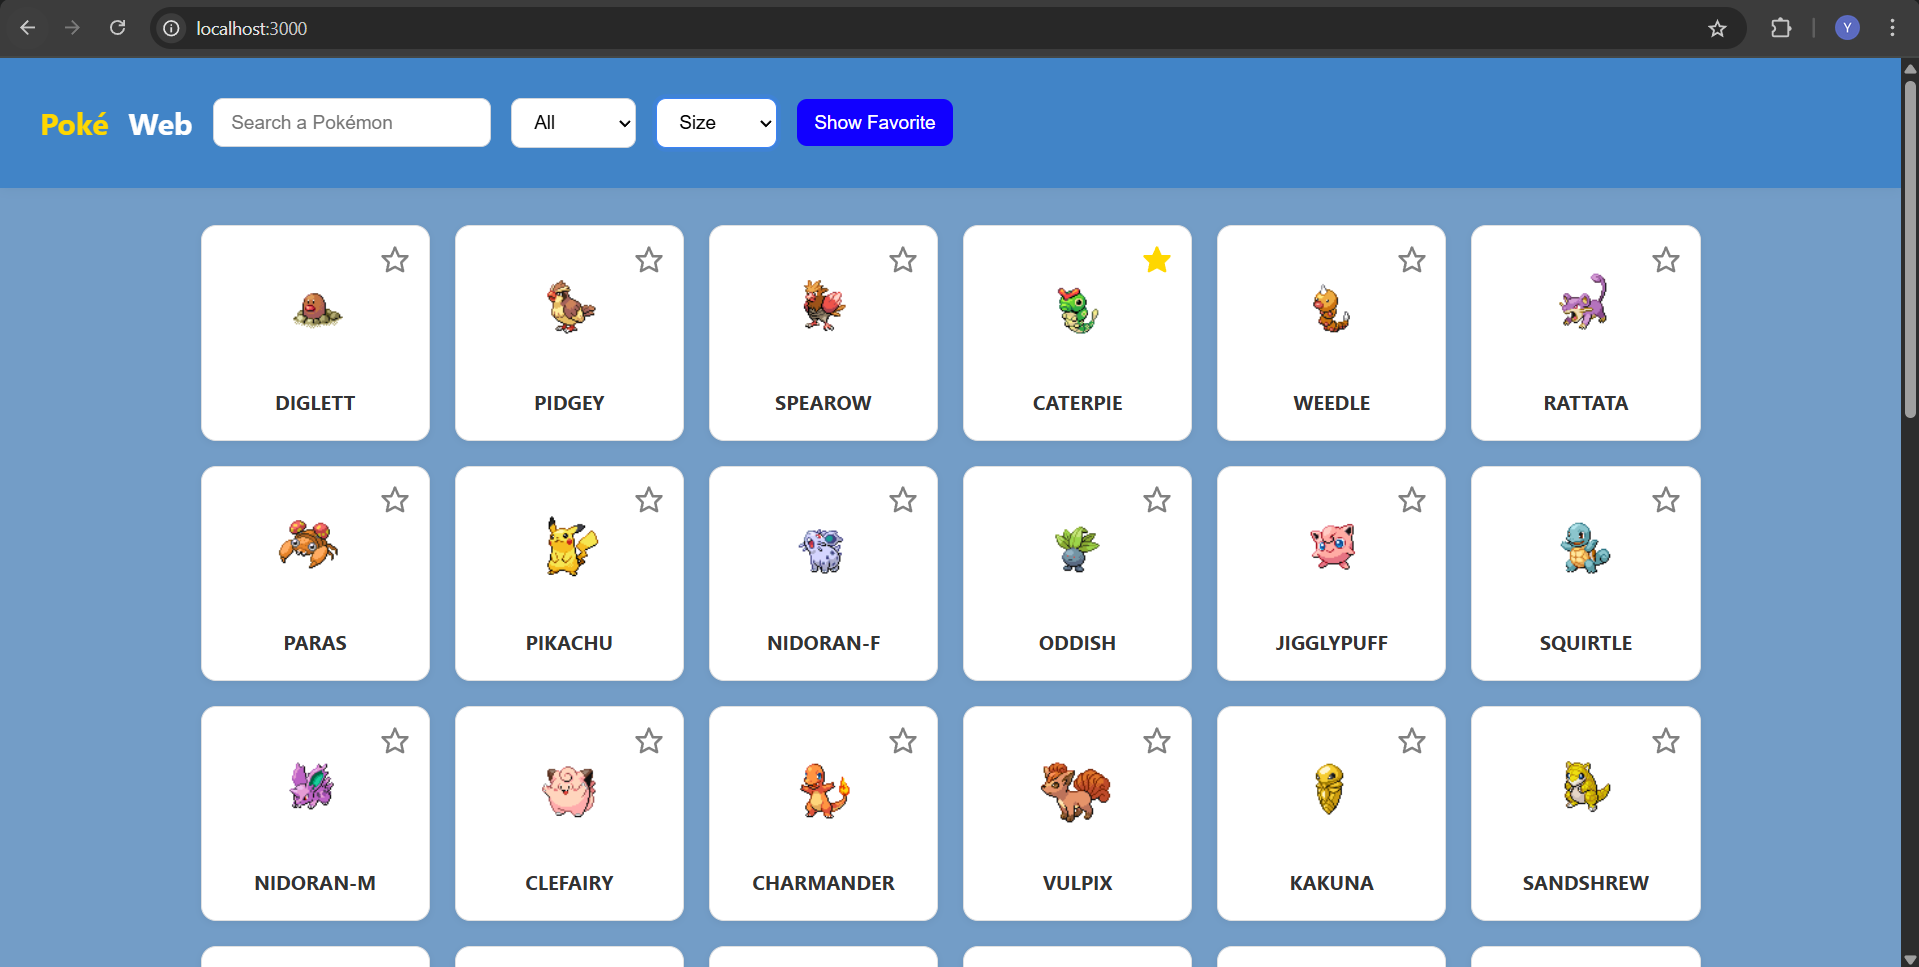 localhost:3000
Y
Poké Web
Search a Pokémon
All
Size
Show Favorite
DIGLETT
PIDGEY
SPEAROW
CATERPIE
WEEDLE
RATTATA
PARAS
PIKACHU
NIDORAN-F
ODDISH
JIGGLYPUFF
SQUIRTLE
NIDORAN-M
CLEFAIRY
CHARMANDER
VULPIX
KAKUNA
SANDSHREW